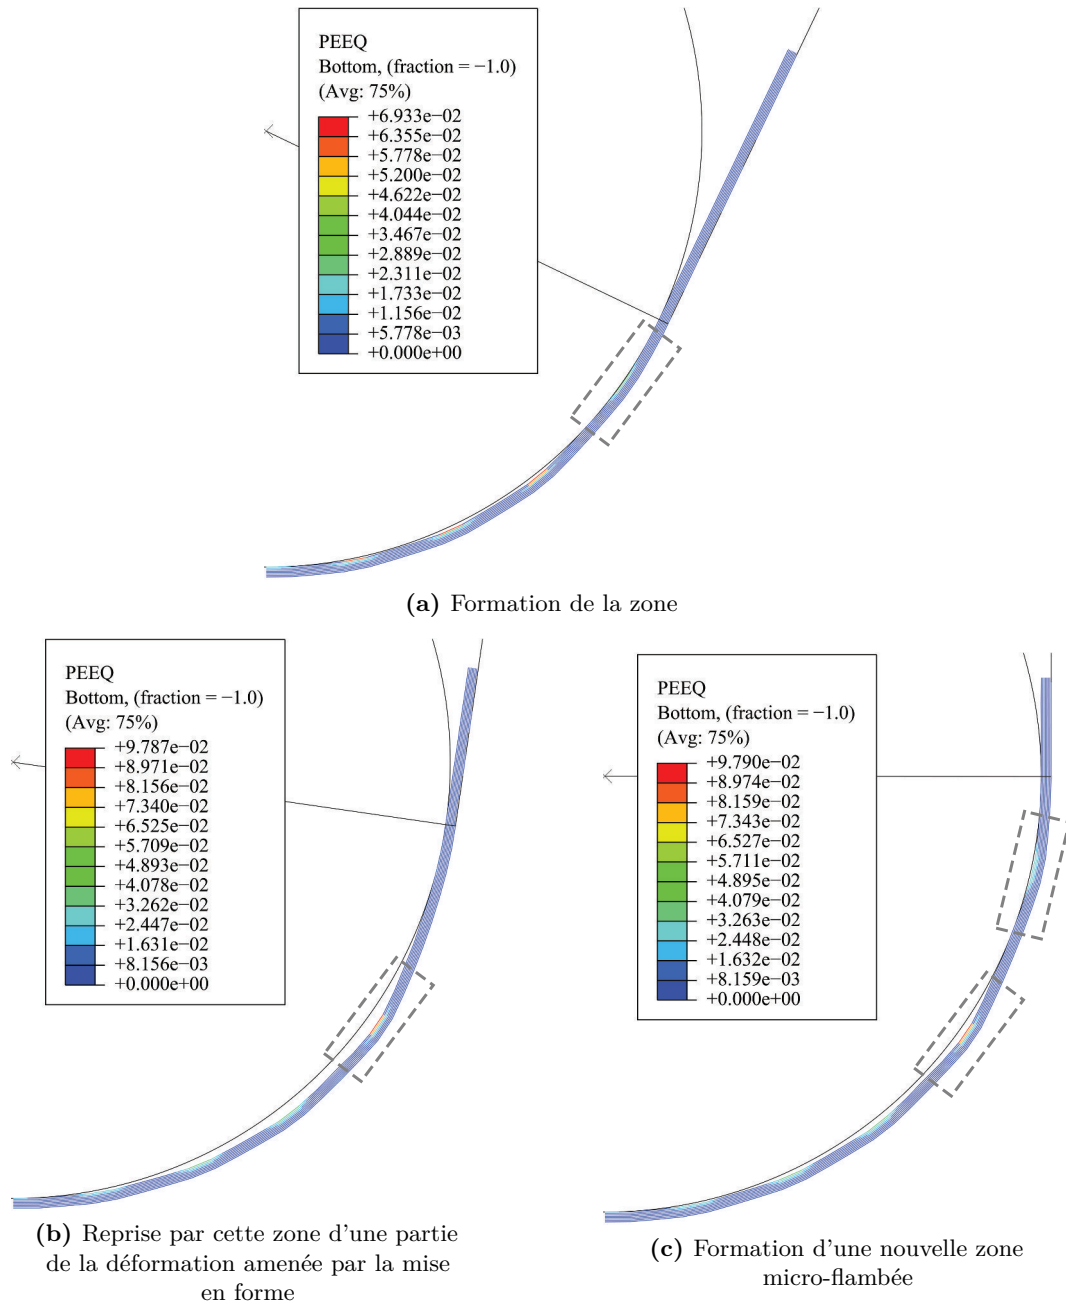 PEEQ
Bottom, (fraction = −1.0)
(Avg: 75%)
+6.933e−02
+6.355e−02
+5.778e−02
+5.200e−02
+4.622e−02
+4.044e−02
+3.467e−02
+2.889e−02
+2.311e−02
+1.733e−02
+1.156e−02
+5.778e−03
+0.000e+00
(a) Formation de la zone
PEEQ
Bottom, (fraction = −1.0)
(Avg: 75%)
+9.787e−02
+8.971e−02
+8.156e−02
+7.340e−02
+6.525e−02
+5.709e−02
+4.893e−02
+4.078e−02
+3.262e−02
+2.447e−02
+1.631e−02
+8.156e−03
+0.000e+00
(b) Reprise par cette zone d'une partie
de la déformation amenée par la mise
en forme
PEEQ
Bottom, (fraction = −1.0)
(Avg: 75%)
+9.790e−02
+8.974e−02
+8.159e−02
+7.343e−02
+6.527e−02
+5.711e−02
+4.895e−02
+4.079e−02
+3.263e−02
+2.448e−02
+1.632e−02
+8.159e−03
+0.000e+00
(c) Formation d'une nouvelle zone
micro-flambée